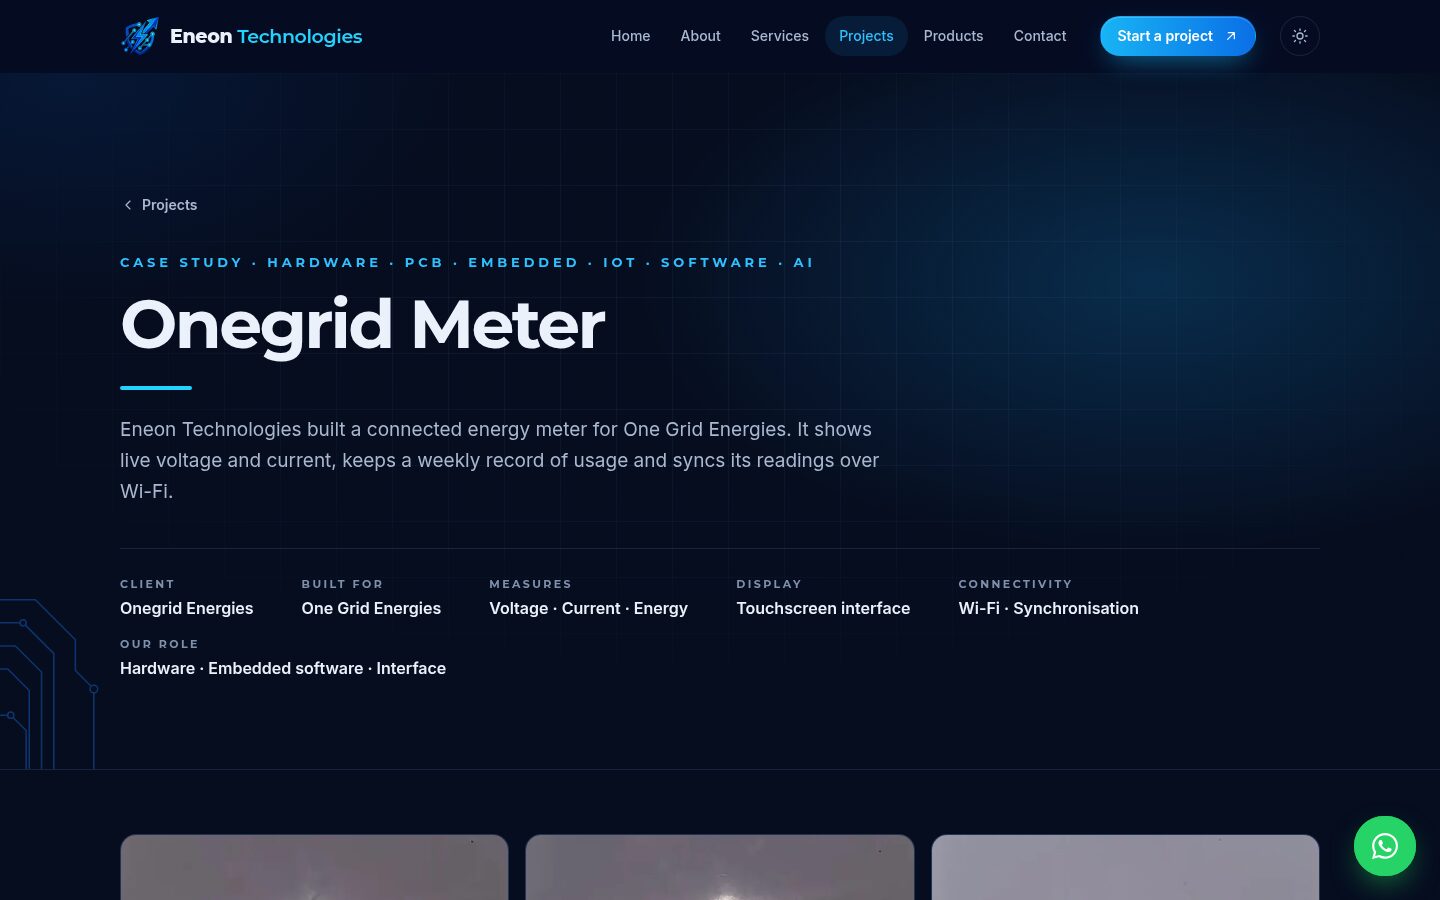 Eneon Technologies
Home About Services Projects Products Contact Start a project
Projects
CASE STUDY · HARDWARE · PCB · EMBEDDED · IOT · SOFTWARE · AI
Onegrid Meter
Eneon Technologies built a connected energy meter for One Grid Energies. It shows
live voltage and current, keeps a weekly record of usage and syncs its readings over
Wi-Fi.
CLIENT
Onegrid Energies
BUILT FOR
One Grid Energies
MEASURES
Voltage · Current · Energy
DISPLAY
Touchscreen interface
CONNECTIVITY
Wi-Fi · Synchronisation
OUR ROLE
Hardware · Embedded software · Interface